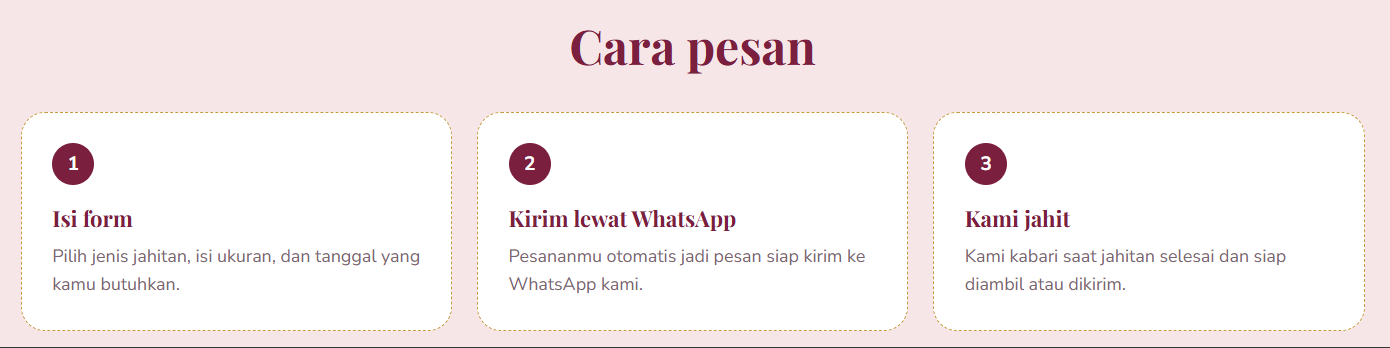 Cara pesan
1
Isi form
Pilih jenis jahitan, isi ukuran, dan tanggal yang
kamu butuhkan.
2
Kirim lewat WhatsApp
Pesananmu otomatis jadi pesan siap kirim ke
WhatsApp kami.
3
Kami jahit
Kami kabari saat jahitan selesai dan siap
diambil atau dikirim.